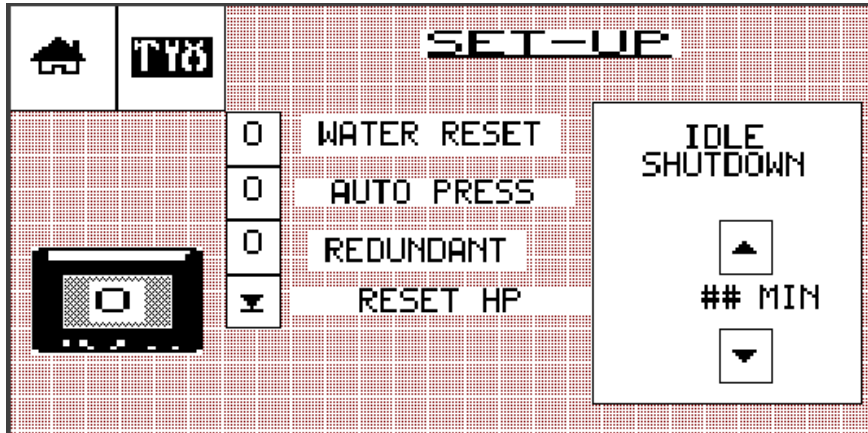 SET-UP
0 WATER RESET
0 AUTO PRESS
0 REDUNDANT
RESET HP
IDLE
SHUTDOWN
## MIN